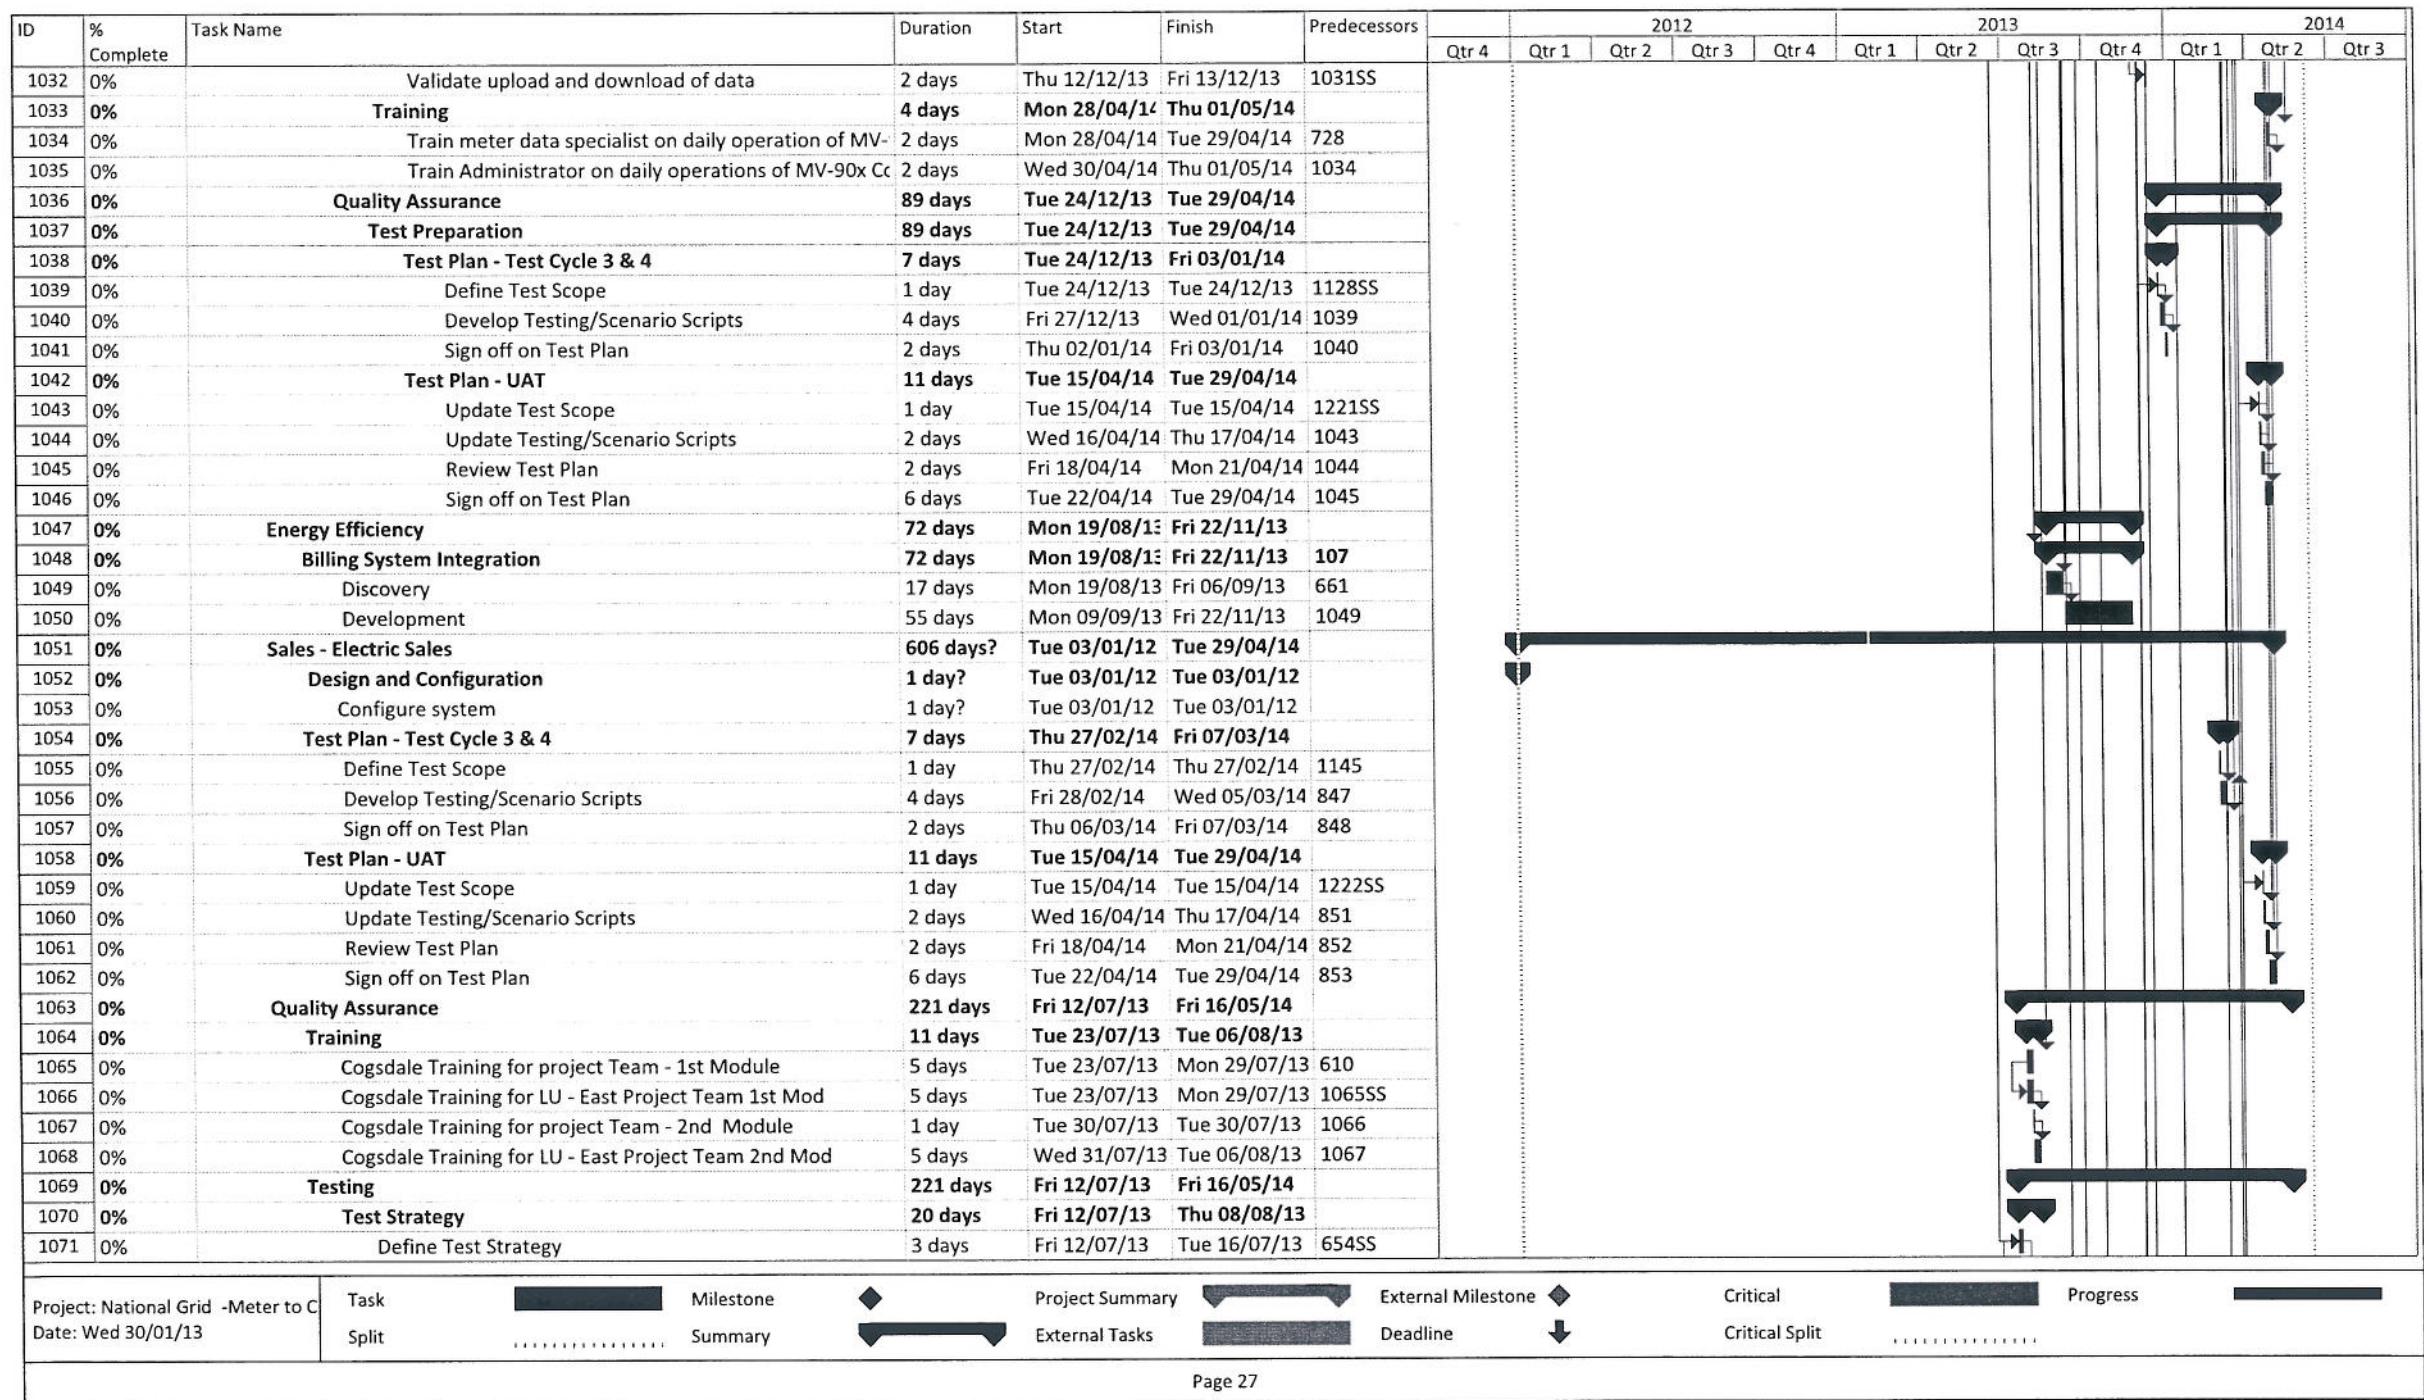 ID % Complete Task Name Duration Start Finish Predecessors 2012 2013 2014
Qtr 4 Qtr 1 Qtr 2 Qtr 3 Qtr 4 Qtr 1 Qtr 2 Qtr 3 Qtr 4 Qtr 1 Qtr 2 Qtr 3
1032 0% Validate upload and download of data 2 days Thu 12/12/13 Fri 13/12/13 1031SS
1033 0% Training 4 days Mon 28/04/14 Thu 01/05/14
1034 0% Train meter data specialist on daily operation of MV- 2 days Mon 28/04/14 Tue 29/04/14 728
1035 0% Train Administrator on daily operations of MV-90x Cc 2 days Wed 30/04/14 Thu 01/05/14 1034
1036 0% Quality Assurance 89 days Tue 24/12/13 Tue 29/04/14
1037 0% Test Preparation 89 days Tue 24/12/13 Tue 29/04/14
1038 0% Test Plan - Test Cycle 3 & 4 7 days Tue 24/12/13 Fri 03/01/14
1039 0% Define Test Scope 1 day Tue 24/12/13 Tue 24/12/13 1128SS
1040 0% Develop Testing/Scenario Scripts 4 days Fri 27/12/13 Wed 01/01/14 1039
1041 0% Sign off on Test Plan 2 days Thu 02/01/14 Fri 03/01/14 1040
1042 0% Test Plan - UAT 11 days Tue 15/04/14 Tue 29/04/14
1043 0% Update Test Scope 1 day Tue 15/04/14 Tue 15/04/14 1221SS
1044 0% Update Testing/Scenario Scripts 2 days Wed 16/04/14 Thu 17/04/14 1043
1045 0% Review Test Plan 2 days Fri 18/04/14 Mon 21/04/14 1044
1046 0% Sign off on Test Plan 6 days Tue 22/04/14 Tue 29/04/14 1045
1047 0% Energy Efficiency 72 days Mon 19/08/13 Fri 22/11/13
1048 0% Billing System Integration 72 days Mon 19/08/13 Fri 22/11/13 107
1049 0% Discovery 17 days Mon 19/08/13 Fri 06/09/13 661
1050 0% Development 55 days Mon 09/09/13 Fri 22/11/13 1049
1051 0% Sales - Electric Sales 606 days? Tue 03/01/12 Tue 29/04/14
1052 0% Design and Configuration 1 day? Tue 03/01/12 Tue 03/01/12
1053 0% Configure system 1 day? Tue 03/01/12 Tue 03/01/12
1054 0% Test Plan - Test Cycle 3 & 4 7 days Thu 27/02/14 Fri 07/03/14
1055 0% Define Test Scope 1 day Thu 27/02/14 Thu 27/02/14 1145
1056 0% Develop Testing/Scenario Scripts 4 days Fri 28/02/14 Wed 05/03/14 847
1057 0% Sign off on Test Plan 2 days Thu 06/03/14 Fri 07/03/14 848
1058 0% Test Plan - UAT 11 days Tue 15/04/14 Tue 29/04/14
1059 0% Update Test Scope 1 day Tue 15/04/14 Tue 15/04/14 1222SS
1060 0% Update Testing/Scenario Scripts 2 days Wed 16/04/14 Thu 17/04/14 851
1061 0% Review Test Plan 2 days Fri 18/04/14 Mon 21/04/14 852
1062 0% Sign off on Test Plan 6 days Tue 22/04/14 Tue 29/04/14 853
1063 0% Quality Assurance 221 days Fri 12/07/13 Fri 16/05/14
1064 0% Training 11 days Tue 23/07/13 Tue 06/08/13
1065 0% Cogsdale Training for project Team - 1st Module 5 days Tue 23/07/13 Mon 29/07/13 610
1066 0% Cogsdale Training for LU - East Project Team 1st Mod 5 days Tue 23/07/13 Mon 29/07/13 1065SS
1067 0% Cogsdale Training for project Team - 2nd Module 1 day Tue 30/07/13 Tue 30/07/13 1066
1068 0% Cogsdale Training for LU - East Project Team 2nd Mod 5 days Wed 31/07/13 Tue 06/08/13 1067
1069 0% Testing 221 days Fri 12/07/13 Fri 16/05/14
1070 0% Test Strategy 20 days Fri 12/07/13 Thu 08/08/13
1071 0% Define Test Strategy 3 days Fri 12/07/13 Tue 16/07/13 654SS
Project: National Grid -Meter to C
Date: Wed 30/01/13
Task Milestone Project Summary External Milestone Critical Progress
Split Summary External Tasks Deadline Critical Split
Page 27